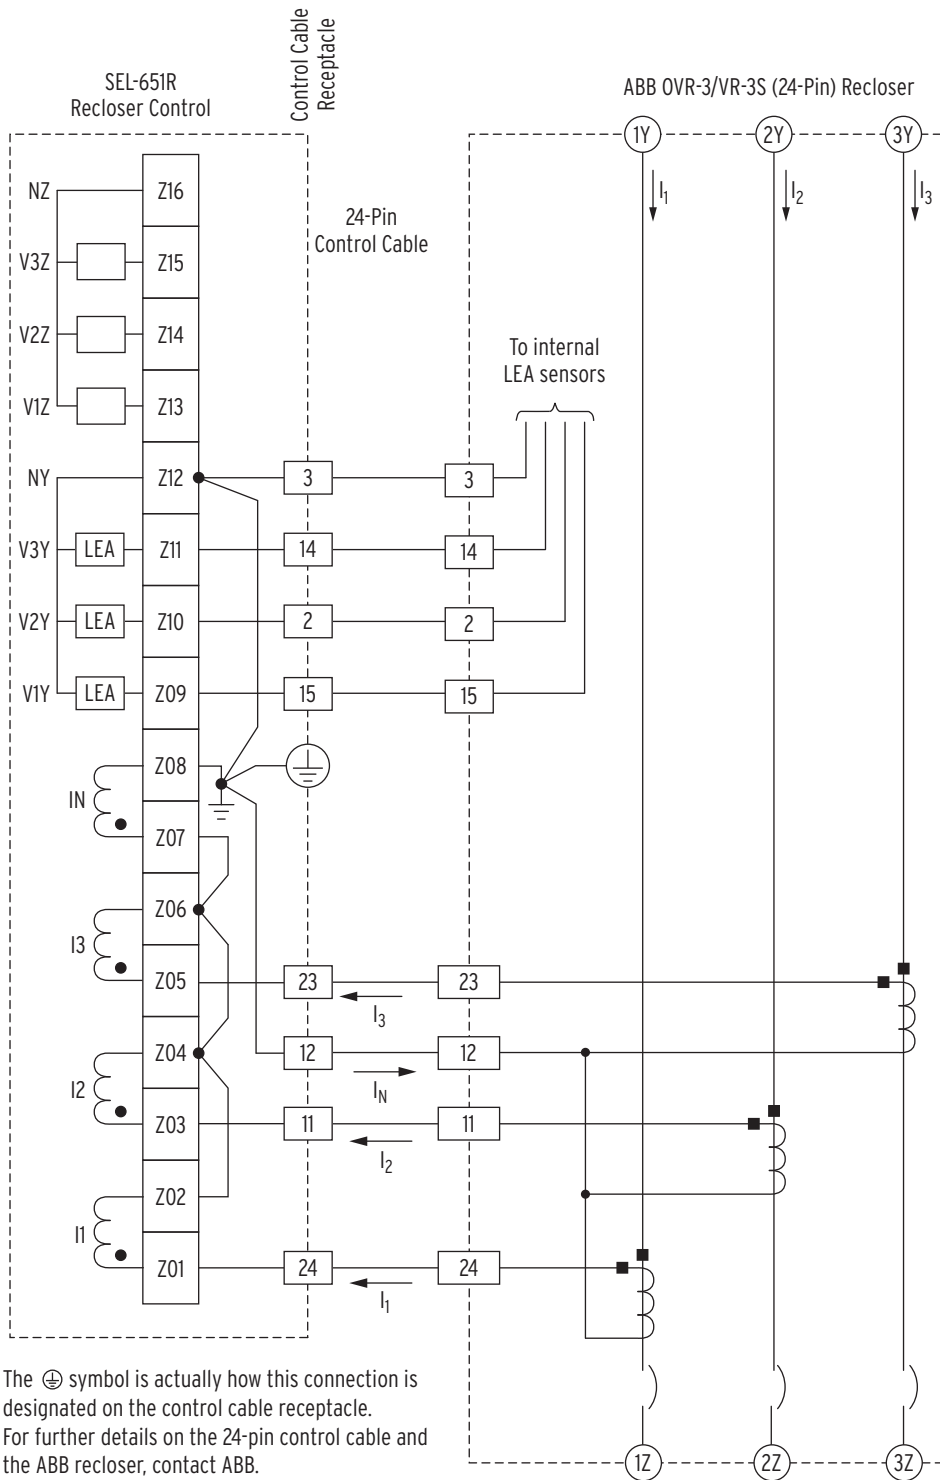 Control Cable
Receptacle
SEL-651R
Recloser Control
ABB OVR-3/VR-3S (24-Pin) Recloser
1Y
2Y
3Y
I1
I2
I3
24-Pin
Control Cable
NZ
Z16
V3Z
Z15
V2Z
Z14
V1Z
Z13
To internal
LEA sensors
NY
Z12
3
3
V3Y
LEA
Z11
14
14
V2Y
LEA
Z10
2
2
V1Y
LEA
Z09
15
15
Z08
IN
Z07
Z06
I3
Z05
23
23
I3
Z04
12
12
IN
I2
Z03
11
11
I2
Z02
I1
Z01
24
24
I1
1Z
2Z
3Z
The ⏚ symbol is actually how this connection is
designated on the control cable receptacle.
For further details on the 24-pin control cable and
the ABB recloser, contact ABB.